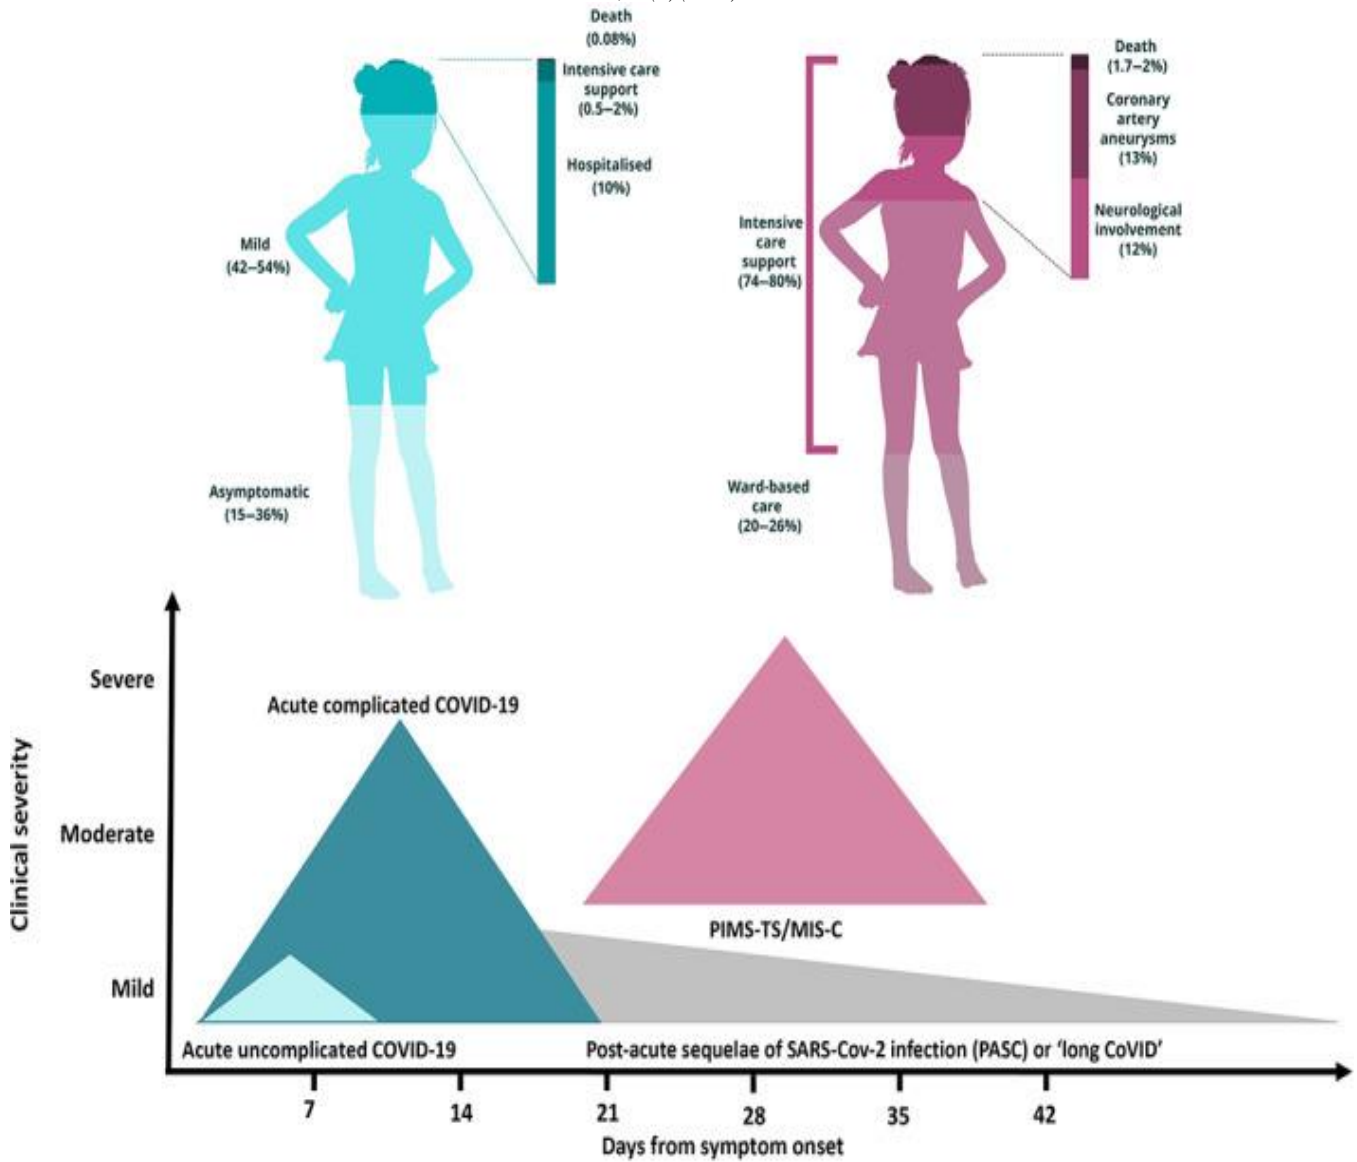 Death
(0.08%)
Intensive care
support
(0.5–2%)
Hospitalised
(10%)
Mild
(42–54%)
Asymptomatic
(15–36%)
Death
(1.7–2%)
Coronary
artery
aneurysms
(13%)
Neurological
involvement
(12%)
Intensive
care
support
(74–80%)
Ward-based
care
(20–26%)
Clinical severity
Severe
Moderate
Mild
Acute complicated COVID-19
PIMS-TS/MIS-C
Acute uncomplicated COVID-19
Post-acute sequelae of SARS-Cov-2 infection (PASC) or ‘long CoVID’
7 14 21 28 35 42
Days from symptom onset